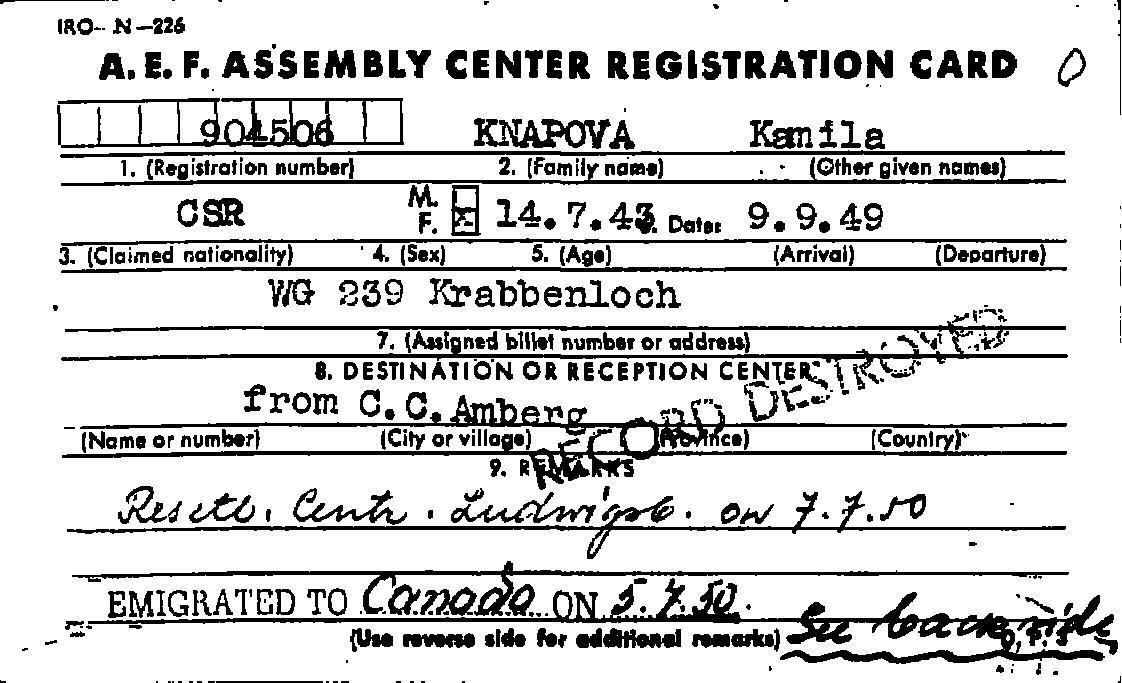 IRO- N-226
A. E. F. ASSEMBLY CENTER REGISTRATION CARD 0
904506 KNAPOVA Kamila
1. (Registration number) 2. (Family name) (Other given names)
CSR M. F. X 14.7.43. Date: 9.9.49
3. (Claimed nationality) 4. (Sex) 5. (Age) (Arrival) (Departure)
WG 239 Krabbenloch
7. (Assigned billet number or address)
8. DESTINATION OR RECEPTION CENTER
from C.C. Amberg
(Name or number) (City or village) (Province) (Country)
RECORD DESTROYED
9. REMARKS
Resettl. Centr. Ludwigsb. on 7.7.50
EMIGRATED TO Canada ON 5.7.50.
(Use reverse side for additional remarks) See backside